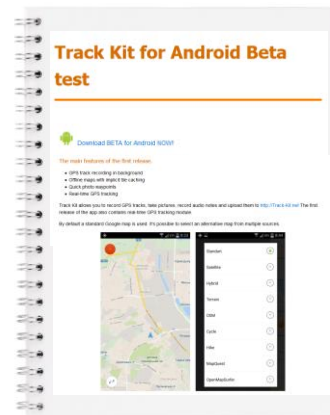 Track Kit for Android Beta
test
Download BETA for Android NOW!
The main features of the first release:
GPS track recording in background
Offline maps with implicit tile caching
Quick photo waypoints
Real-time GPS tracking
Track Kit allows you to record GPS tracks, take pictures, record audio notes and upload them to http://Track-Kit.net The first
release of the app also contains real-time GPS tracking module.
By default a standard Google map is used. It's possible to select an alternative map from multiple sources.
Standart
Satellite
Hybrid
Terrain
OSM
Cycle
Hike
MapQuest
OpenMapSurfer